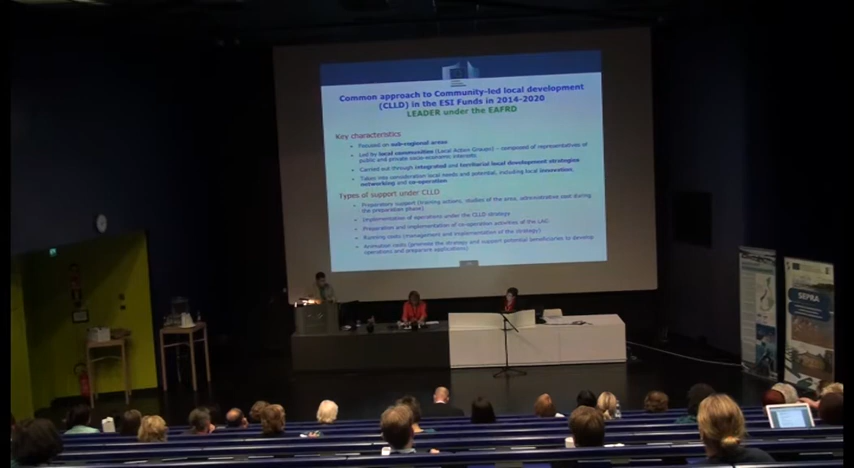 Common approach to Community-led local development
(CLLD) in the ESI Funds in 2014-2020
LEADER under the EAFRD
Key characteristics
Focused on sub-regional areas
Led by local communities (Local Action Groups) – composed of representatives of
public and private socio-economic interests
Carried out through integrated and territorial local development strategies
Takes into consideration local needs and potential, including local innovation,
networking and co-operation
Types of support under CLLD
Preparatory support (training actions, studies of the area, administrative cost during
the preparation phase)
Implementation of operations under the CLLD strategy
Preparation and implementation of co-operation activities of the LAG
Running costs (management and implementation of the strategy)
Animation costs (promote the strategy and support potential beneficiaries to develop
operations and prepare applications)
SEPRA